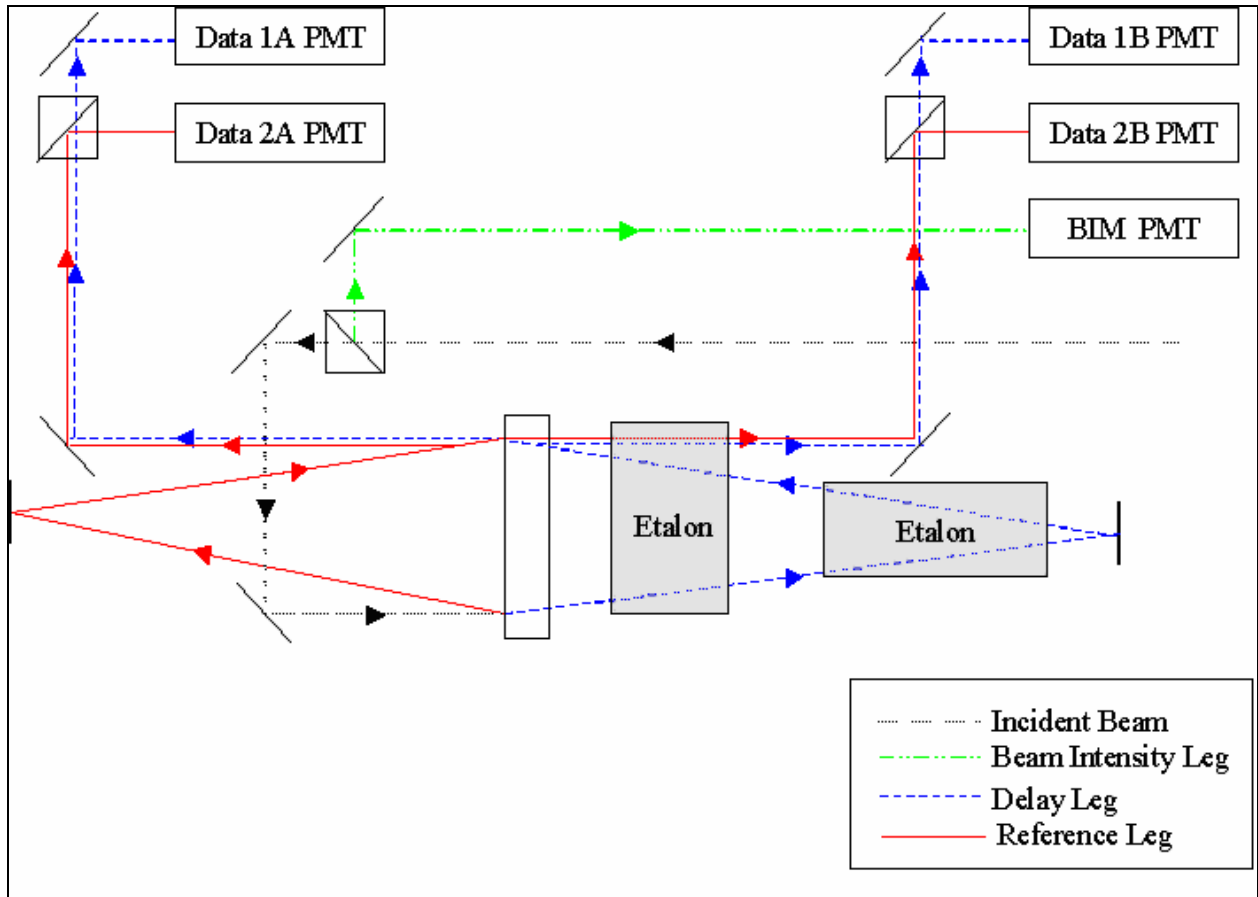 Data 1A PMT
Data 1B PMT
Data 2A PMT
Data 2B PMT
BIM PMT
Etalon
Etalon
Incident Beam
Beam Intensity Leg
Delay Leg
Reference Leg